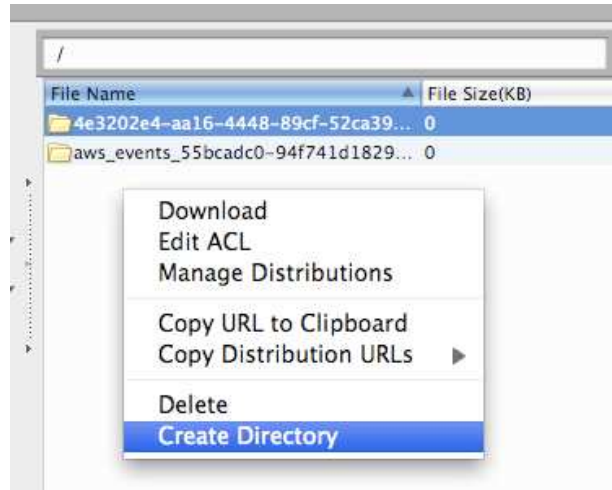 /
File Name File Size(KB)
4e3202e4-aa16-4448-89cf-52ca39... 0
aws_events_55bcadc0-94f741d1829... 0
Download
Edit ACL
Manage Distributions
Copy URL to Clipboard
Copy Distribution URLs
Delete
Create Directory